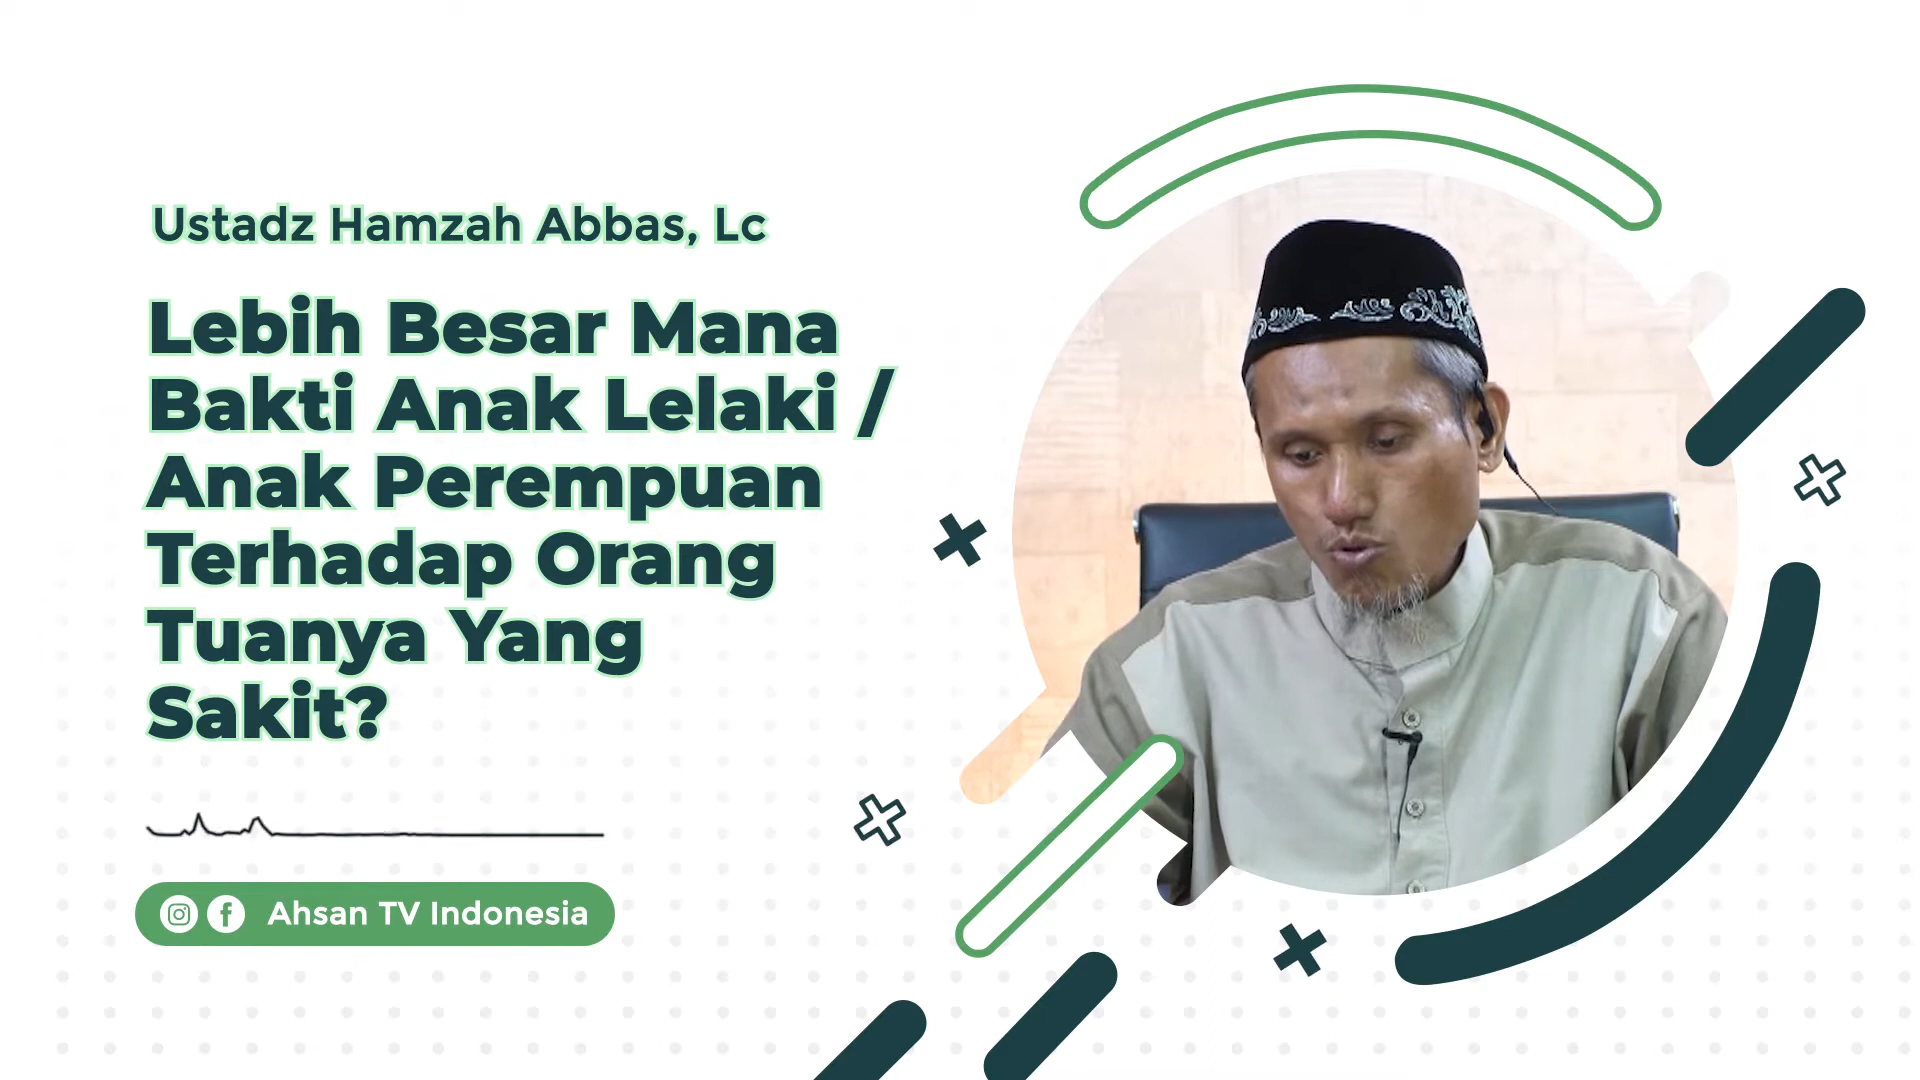 Ustadz Hamzah Abbas, Lc
Lebih Besar Mana
Bakti Anak Lelaki /
Anak Perempuan
Terhadap Orang
Tuanya Yang
Sakit?
Ahsan TV Indonesia